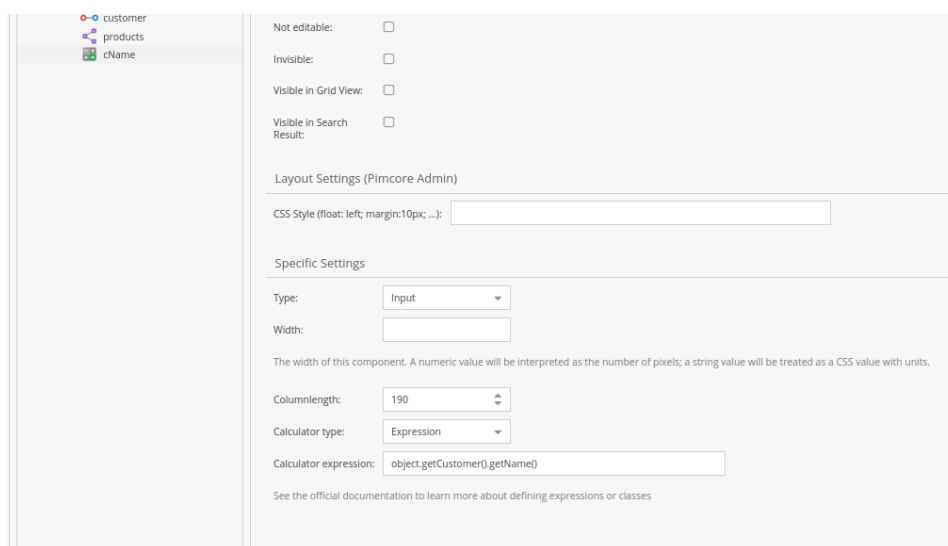 customer
products
cName
Not editable:
Invisible:
Visible in Grid View:
Visible in Search
Result:
Layout Settings (Pimcore Admin)
CSS Style (float: left; margin:10px; ...):
Specific Settings
Type: Input
Width:
The width of this component. A numeric value will be interpreted as the number of pixels; a string value will be treated as a CSS value with units.
Columnlength: 190
Calculator type: Expression
Calculator expression: object.getCustomer().getName()
See the official documentation to learn more about defining expressions or classes